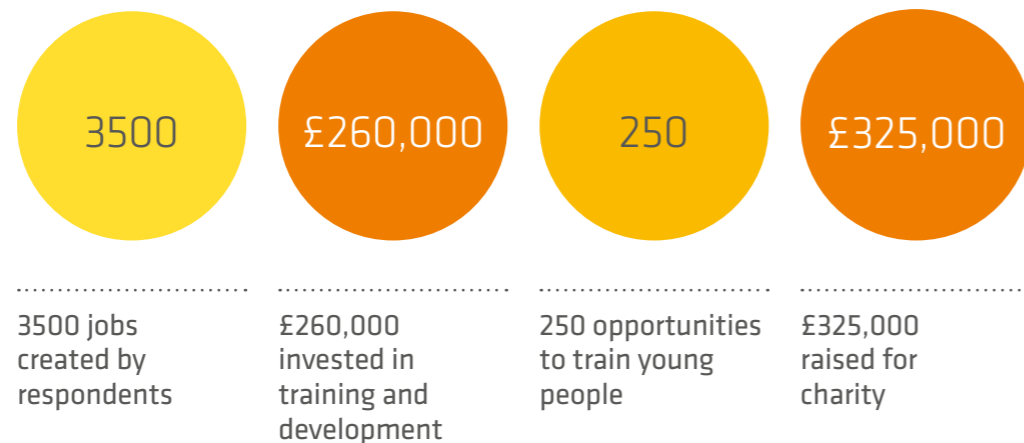 3500
£260,000
250
£325,000
3500 jobs
created by
respondents
£260,000
invested in
training and
development
250 opportunities
to train young
people
£325,000
raised for
charity